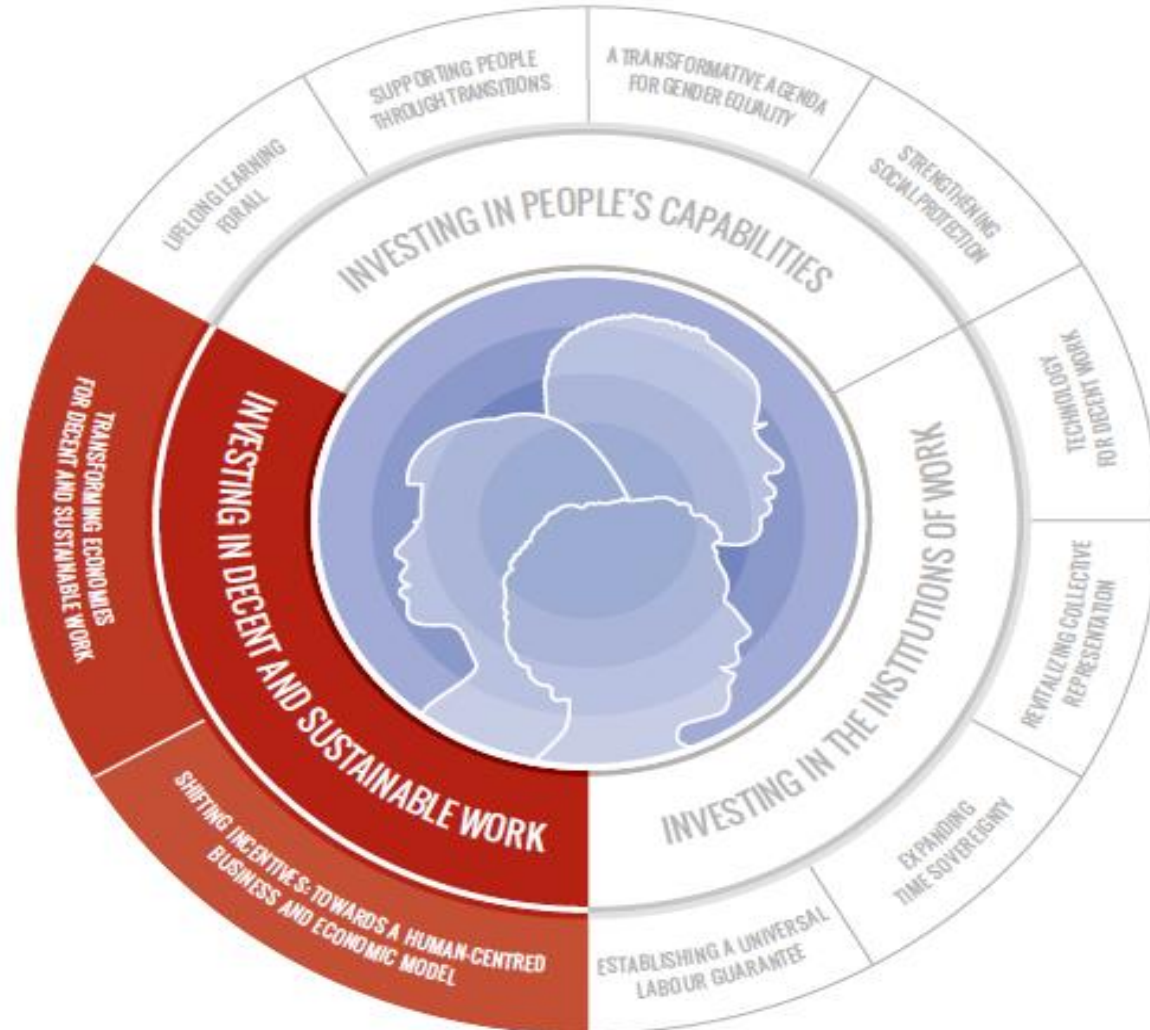 SUPPORTING PEOPLE
THROUGH TRANSITIONS
A TRANSFORMATIVE AGENDA
FOR GENDER EQUALITY
LIFELONG LEARNING
FOR ALL
STRENGTHENING
SOCIAL PROTECTION
INVESTING IN PEOPLE'S CAPABILITIES
TECHNOLOGY
FOR DECENT WORK
TRANSFORMING ECONOMIES
FOR DECENT AND SUSTAINABLE WORK
INVESTING IN DECENT AND SUSTAINABLE WORK
INVESTING IN THE INSTITUTIONS OF WORK
REVITALIZING COLLECTIVE
REPRESENTATION
SHIFTING INCENTIVES: TOWARDS A HUMAN-CENTRED
BUSINESS AND ECONOMIC MODEL
EXPANDING
TIME SOVEREIGNTY
ESTABLISHING A UNIVERSAL
LABOUR GUARANTEE